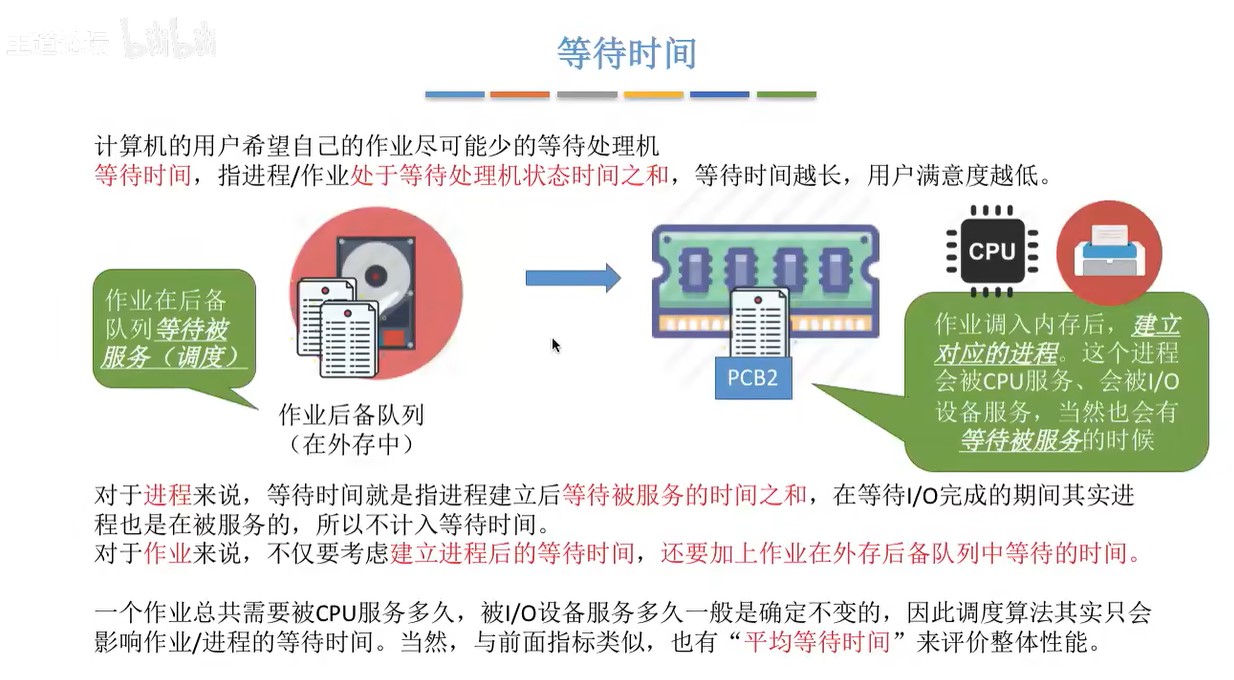 王道论坛 bilibili
等待时间
计算机的用户希望自己的作业尽可能少的等待处理机
等待时间，指进程/作业处于等待处理机状态时间之和，等待时间越长，用户满意度越低。
作业在后备
队列等待被
服务（调度）
作业后备队列
（在外存中）
PCB2
CPU
作业调入内存后，建立
对应的进程。这个进程
会被CPU服务、会被I/O
设备服务，当然也会有
等待被服务的时候
对于进程来说，等待时间就是指进程建立后等待被服务的时间之和，在等待I/O完成的期间其实进
程也是在被服务的，所以不计入等待时间。
对于作业来说，不仅要考虑建立进程后的等待时间，还要加上作业在外存后备队列中等待的时间。
一个作业总共需要被CPU服务多久，被I/O设备服务多久一般是确定不变的，因此调度算法其实只会
影响作业/进程的等待时间。当然，与前面指标类似，也有“平均等待时间”来评价整体性能。